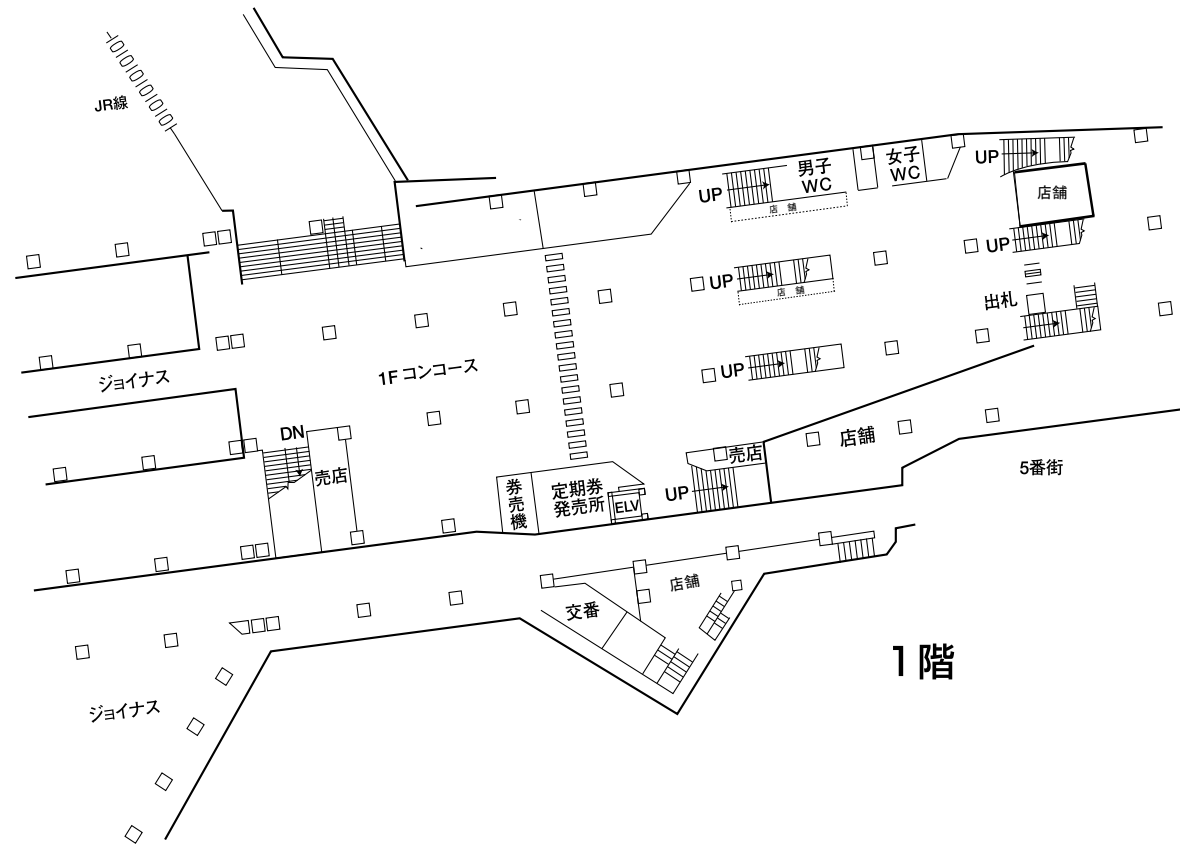 JR線
UP
男子
WC
女子
WC
UP
店舗
店舗
UP
UP
店舗
出札
ジョイナス
1F コンコース
UP
DN
売店
券売機
定期券
発売所
ELV
UP
売店
店舗
5番街
交番
店舗
1階
ジョイナス